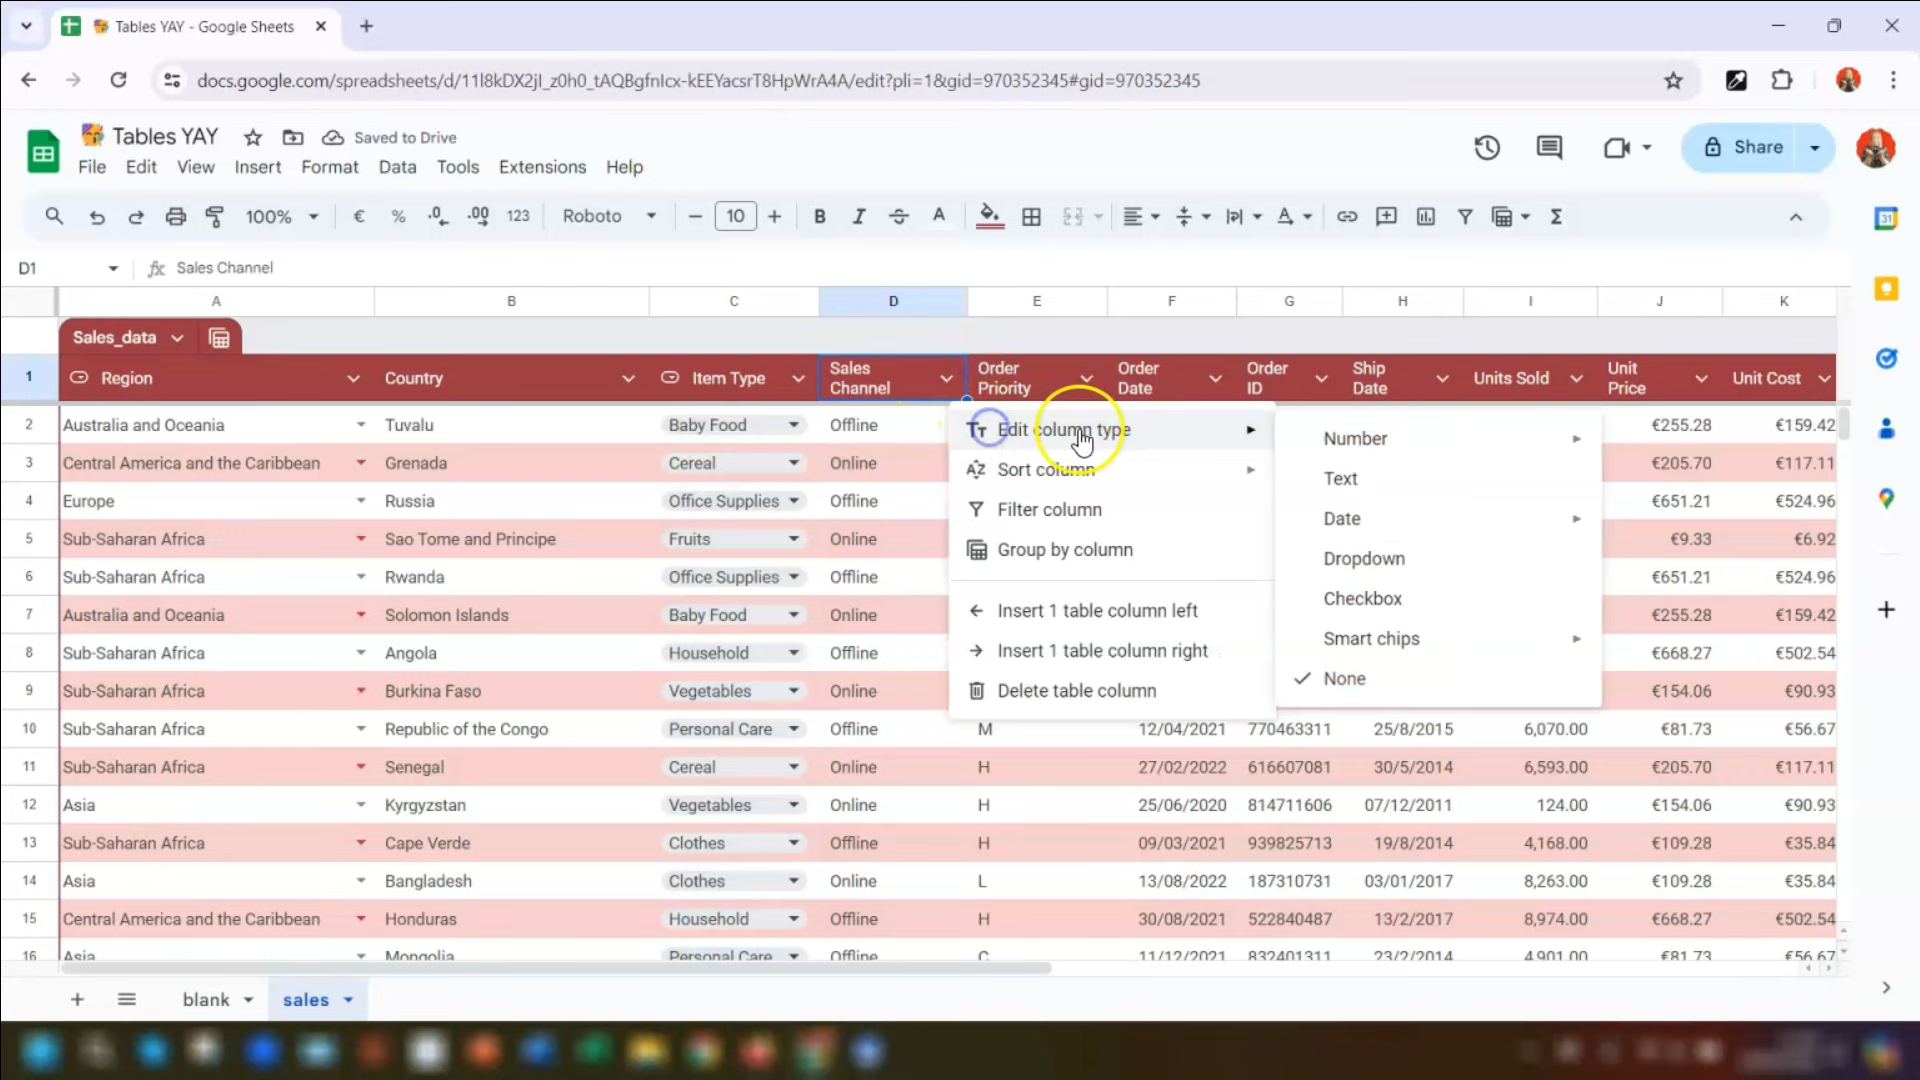 Tables YAY - Google Sheets
docs.google.com/spreadsheets/d/11I8kDX2jI_z0h0_tAQBgfnIcx-kEEYacsrT8HpWrA4A/edit?pli=1&gid=970352345#gid=970352345
Tables YAY Saved to Drive
File Edit View Insert Format Data Tools Extensions Help
Share
100% € % .0 .00 123 Roboto 10 B I S A
31
D1 fx Sales Channel
A B C D E F G H I J K
Sales_data
1 Region Country Item Type Sales Channel Order Priority Order Date Order ID Ship Date Units Sold Unit Price Unit Cost
2 Australia and Oceania Tuvalu Baby Food Offline €255.28 €159.42
3 Central America and the Caribbean Grenada Cereal Online €205.70 €117.11
4 Europe Russia Office Supplies Offline €651.21 €524.96
5 Sub-Saharan Africa Sao Tome and Principe Fruits Online €9.33 €6.92
6 Sub-Saharan Africa Rwanda Office Supplies Offline €651.21 €524.96
7 Australia and Oceania Solomon Islands Baby Food Online €255.28 €159.42
8 Sub-Saharan Africa Angola Household Offline €668.27 €502.54
9 Sub-Saharan Africa Burkina Faso Vegetables Online €154.06 €90.93
10 Sub-Saharan Africa Republic of the Congo Personal Care Offline M 12/04/2021 770463311 25/8/2015 6,070.00 €81.73 €56.67
11 Sub-Saharan Africa Senegal Cereal Online H 27/02/2022 616607081 30/5/2014 6,593.00 €205.70 €117.11
12 Asia Kyrgyzstan Vegetables Online H 25/06/2020 814711606 07/12/2011 124.00 €154.06 €90.93
13 Sub-Saharan Africa Cape Verde Clothes Offline H 09/03/2021 939825713 19/8/2014 4,168.00 €109.28 €35.84
14 Asia Bangladesh Clothes Online L 13/08/2022 187310731 03/01/2017 8,263.00 €109.28 €35.84
15 Central America and the Caribbean Honduras Household Offline H 30/08/2021 522840487 13/2/2017 8,974.00 €668.27 €502.54
16 Asia Mongolia Personal Care Offline C 11/12/2021 832401311 23/2/2014 4,901.00 €81.73 €56.67
Edit column type
Sort column
Filter column
Group by column
Insert 1 table column left
Insert 1 table column right
Delete table column
Number
Text
Date
Dropdown
Checkbox
Smart chips
None
blank sales